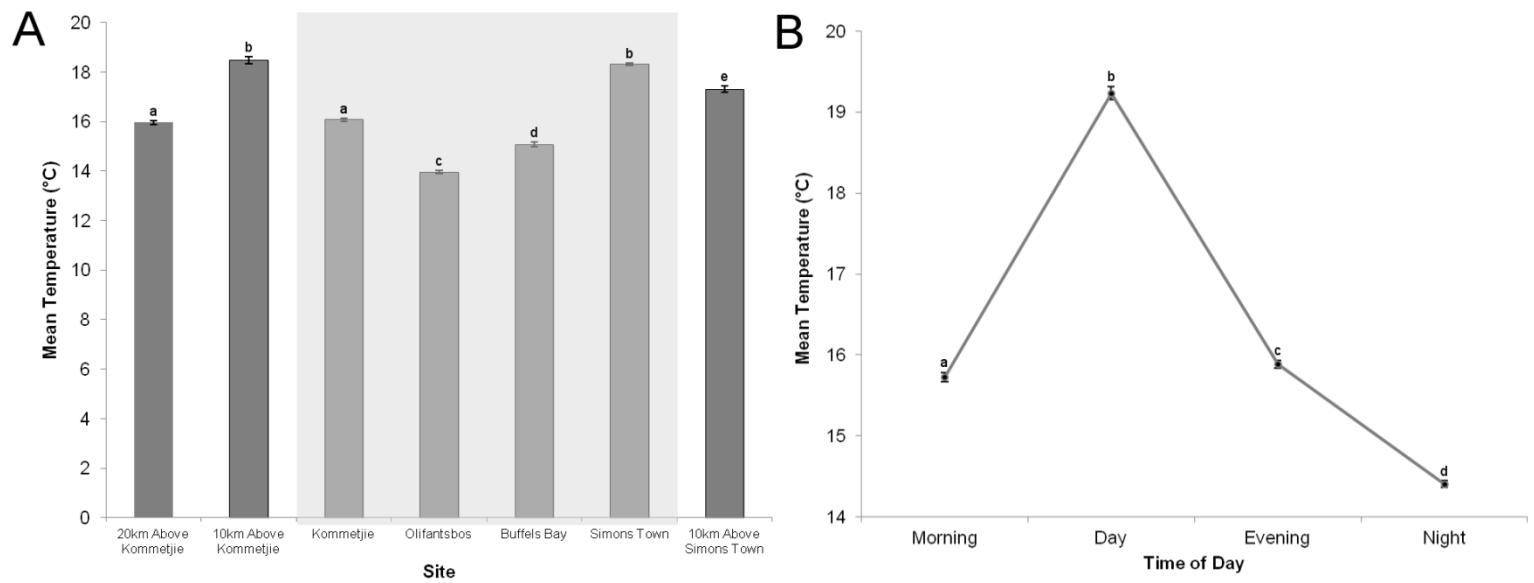 A
20
18
16
14
12
10
8
6
4
2
0
Mean Temperature (°C)
a
b
a
c
d
b
e
20km Above
Kommetjie
10km Above
Kommetjie
Kommetjie
Olifantsbos
Buffels Bay
Simons Town
10km Above
Simons Town
Site
B
20
19
18
17
16
15
14
Mean Temperature (°C)
a
b
c
d
Morning
Day
Evening
Night
Time of Day